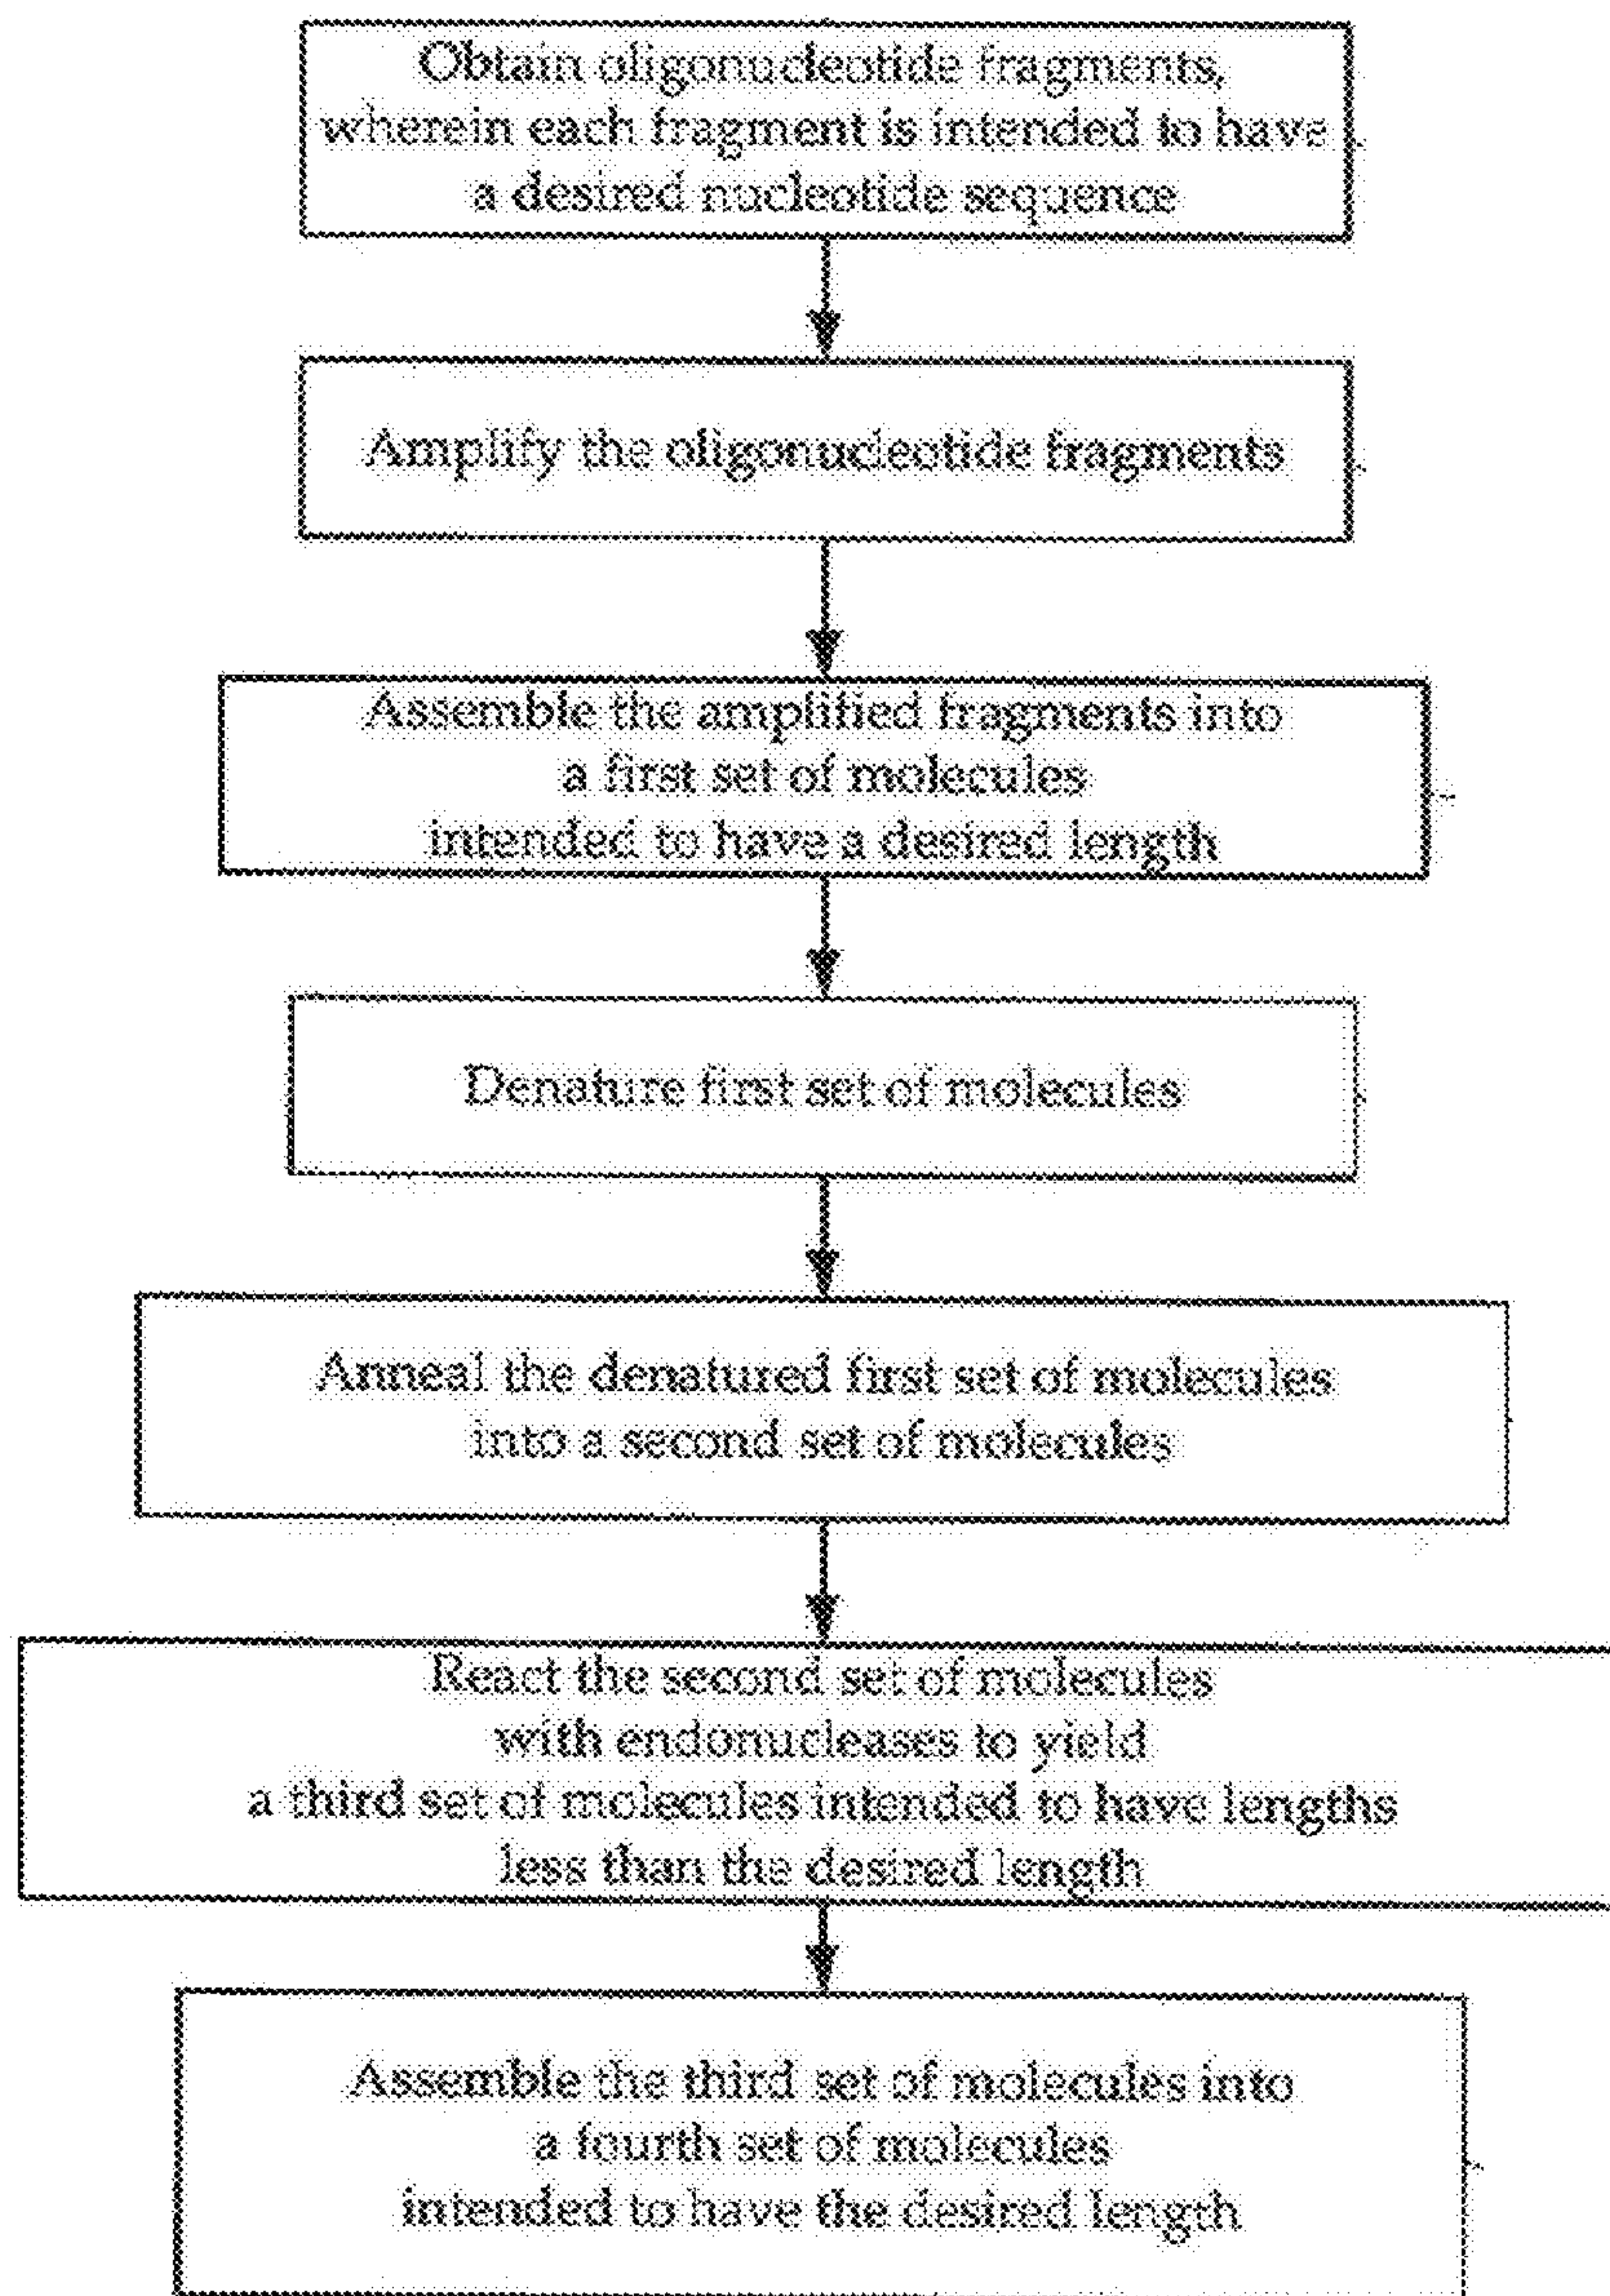 Obtain oligonucleotide fragments,
wherein each fragment is intended to have
a desired nucleotide sequence
Amplify the oligonucleotide fragments
Assemble the amplified fragments into
a first set of molecules
intended to have a desired length
Denature first set of molecules
Anneal the denatured first set of molecules
into a second set of molecules
React the second set of molecules
with endonucleases to yield
a third set of molecules intended to have lengths
less than the desired length
Assemble the third set of molecules into
a fourth set of molecules
intended to have the desired length